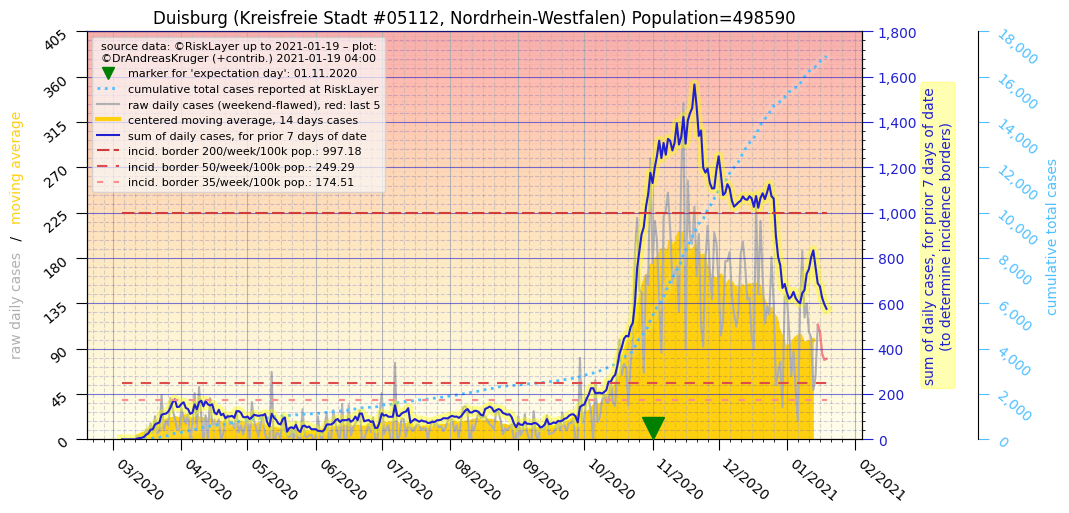 Duisburg (Kreisfreie Stadt #05112, Nordrhein-Westfalen) Population=498590
source data: ©RiskLayer up to 2021-01-19 – plot:
©DrAndreasKruger (+contrib.) 2021-01-19 04:00
marker for 'expectation day': 01.11.2020
cumulative total cases reported at RiskLayer
raw daily cases (weekend-flawed), red: last 5
centered moving average, 14 days cases
sum of daily cases, for prior 7 days of date
incid. border 200/week/100k pop.: 997.18
incid. border 50/week/100k pop.: 249.29
incid. border 35/week/100k pop.: 174.51
raw daily cases / moving average
405
360
315
270
225
180
135
90
45
0
03/2020
04/2020
05/2020
06/2020
07/2020
08/2020
09/2020
10/2020
11/2020
12/2020
01/2021
02/2021
1,800
1,600
1,400
1,200
1,000
800
600
400
200
0
sum of daily cases, for prior 7 days of date
(to determine incidence borders)
18,000
16,000
14,000
12,000
10,000
8,000
6,000
4,000
2,000
0
cumulative total cases